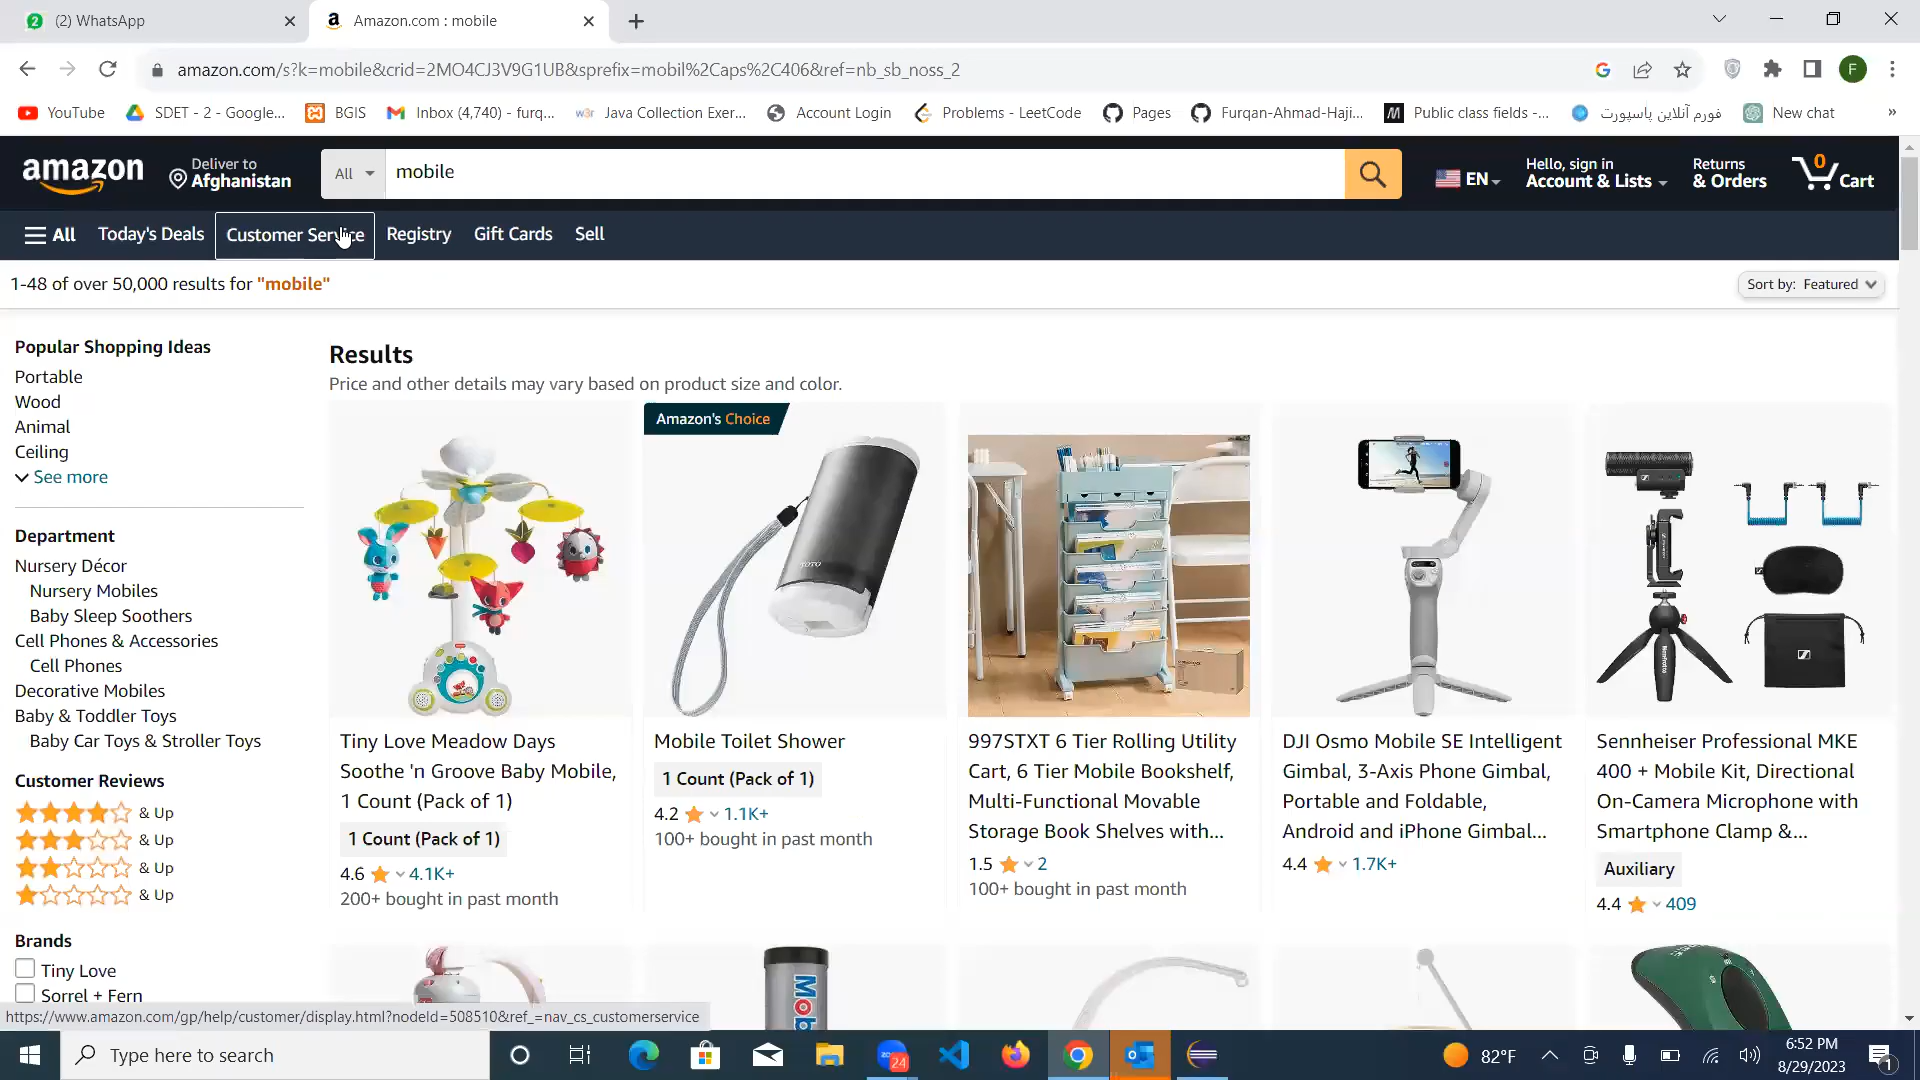 (2) WhatsApp
Amazon.com : mobile
amazon.com/s?k=mobile&crid=2MO4CJ3V9G1UB&sprefix=mobil%2Caps%2C406&ref=nb_sb_noss_2
F
YouTube
SDET - 2 - Google...
BGIS
Inbox (4,740) - furq...
Java Collection Exer...
Account Login
Problems - LeetCode
Pages
Furqan-Ahmad-Haji...
Public class fields -...
فورم آنلاین پاسپورت
New chat
»
amazon
Deliver to
Afghanistan
All
mobile
EN
Hello, sign in
Account & Lists
Returns
& Orders
0
Cart
All
Today's Deals
Customer Service
Registry
Gift Cards
Sell
1-48 of over 50,000 results for "mobile"
Sort by: Featured
Popular Shopping Ideas
Portable
Wood
Animal
Ceiling
See more
Department
Nursery Décor
Nursery Mobiles
Baby Sleep Soothers
Cell Phones & Accessories
Cell Phones
Decorative Mobiles
Baby & Toddler Toys
Baby Car Toys & Stroller Toys
Customer Reviews
& Up
& Up
& Up
& Up
Brands
Tiny Love
Sorrel + Fern
Results
Price and other details may vary based on product size and color.
Tiny Love Meadow Days
Soothe 'n Groove Baby Mobile,
1 Count (Pack of 1)
1 Count (Pack of 1)
4.6
4.1K+
200+ bought in past month
Amazon's Choice
TOTO
Mobile Toilet Shower
1 Count (Pack of 1)
4.2
1.1K+
100+ bought in past month
997STXT 6 Tier Rolling Utility
Cart, 6 Tier Mobile Bookshelf,
Multi-Functional Movable
Storage Book Shelves with...
1.5
2
100+ bought in past month
DJI Osmo Mobile SE Intelligent
Gimbal, 3-Axis Phone Gimbal,
Portable and Foldable,
Android and iPhone Gimbal...
4.4
1.7K+
Sennheiser Professional MKE
400 + Mobile Kit, Directional
On-Camera Microphone with
Smartphone Clamp &...
Auxiliary
4.4
409
https://www.amazon.com/gp/help/customer/display.html?nodeId=508510&ref_=nav_cs_customerservice
Type here to search
24
82°F
6:52 PM
8/29/2023
1